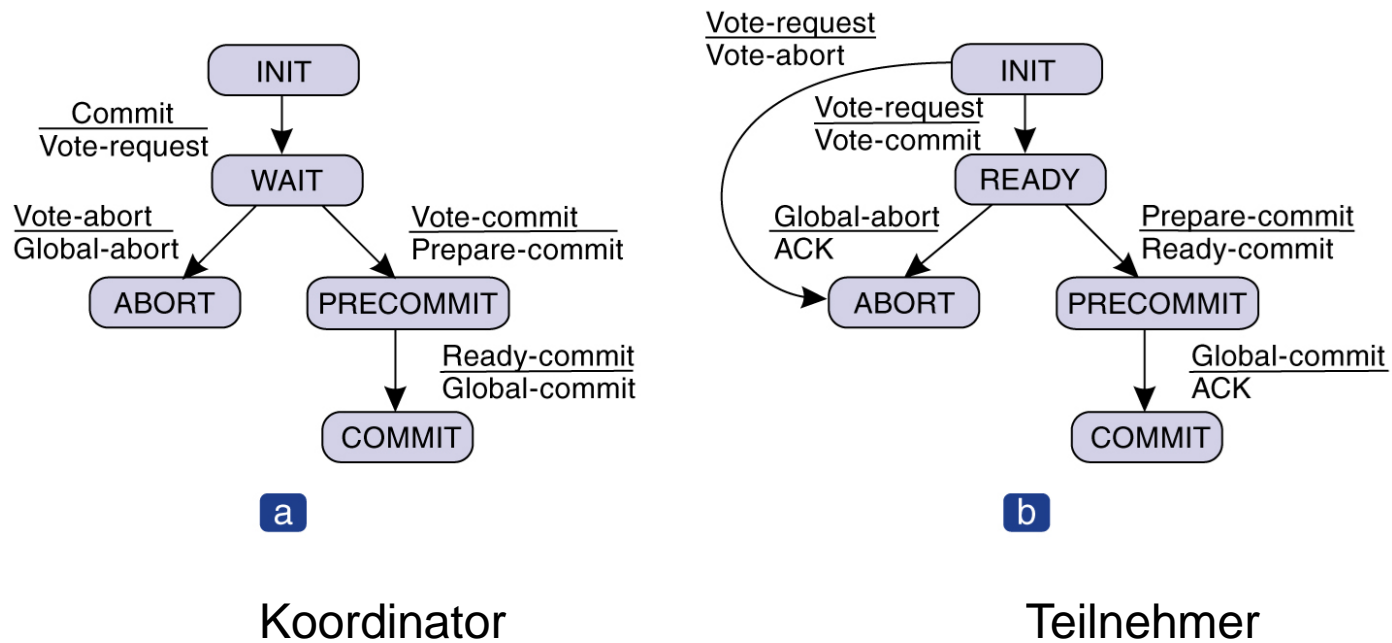 INIT
Commit
Vote-request
WAIT
Vote-abort
Global-abort
Vote-commit
Prepare-commit
ABORT
PRECOMMIT
Ready-commit
Global-commit
COMMIT
a
Koordinator
Vote-request
Vote-abort
INIT
Vote-request
Vote-commit
READY
Global-abort
ACK
Prepare-commit
Ready-commit
ABORT
PRECOMMIT
Global-commit
ACK
COMMIT
b
Teilnehmer